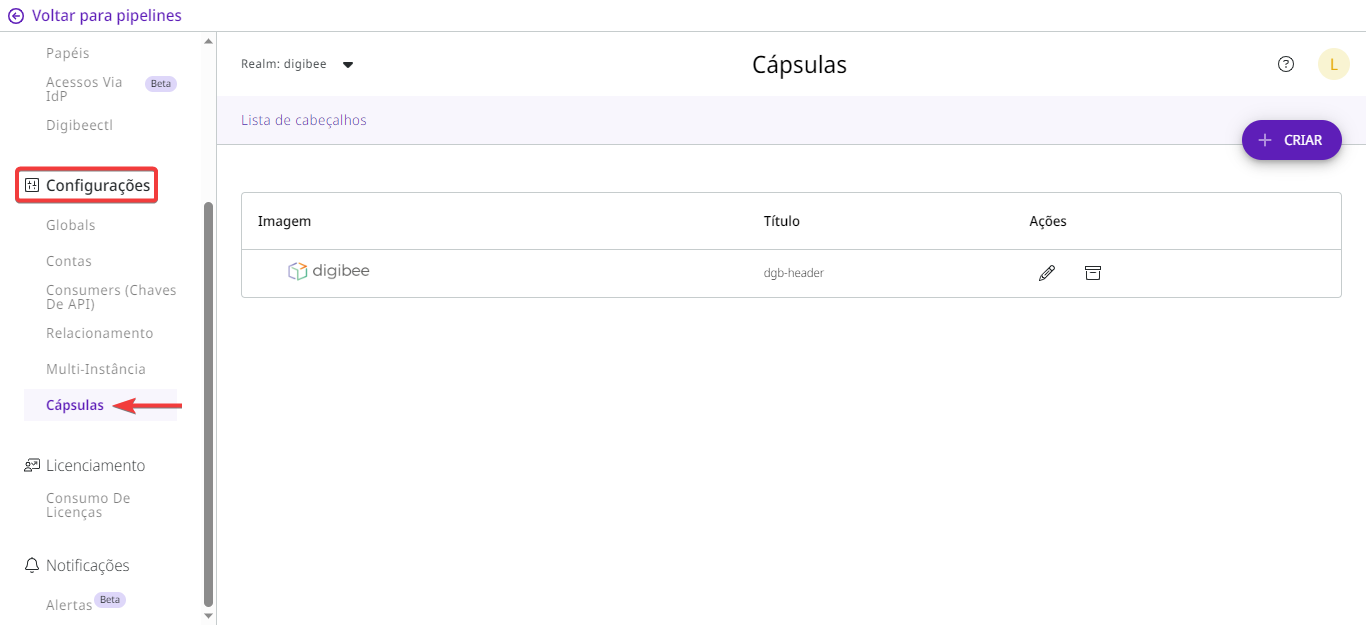 Voltar para pipelines
Papéis
Acessos Via
IdP
Beta
Digibeectl
Configurações
Globals
Contas
Consumers (Chaves
De API)
Relacionamento
Multi-Instância
Cápsulas
Licenciamento
Consumo De
Licenças
Notificações
Alertas Beta
Realm: digibee
Cápsulas
? L
Lista de cabeçalhos
+ CRIAR
Imagem Título Ações
digibee dgb-header